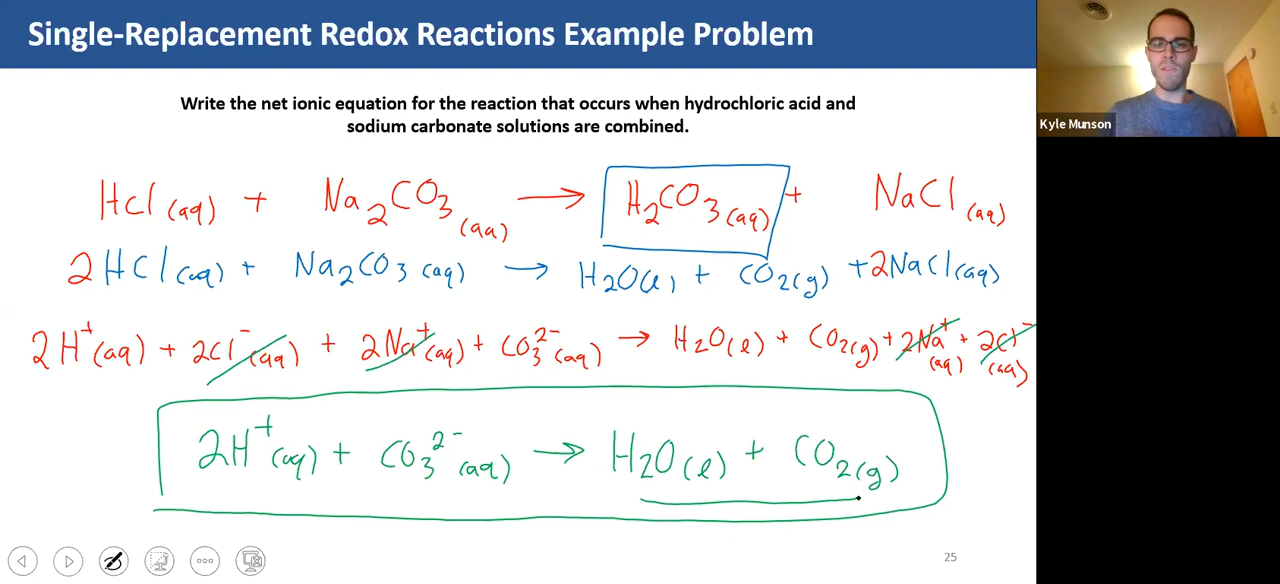 Single-Replacement Redox Reactions Example Problem
Kyle Munson
Write the net ionic equation for the reaction that occurs when hydrochloric acid and
sodium carbonate solutions are combined.
HCl (aq) + Na₂CO₃ (aq) → H₂CO₃(aq) + NaCl (aq)
2HCl(aq) + Na₂CO₃(aq) → H₂O(l) + CO₂(g) + 2NaCl(aq)
2H⁺(aq) + 2Cl⁻(aq) + 2Na⁺(aq) + CO₃²⁻(aq) → H₂O(l) + CO₂(g) + 2Na⁺(aq) + 2Cl⁻(aq)
2H⁺(aq) + CO₃²⁻(aq) → H₂O(l) + CO₂(g)
25